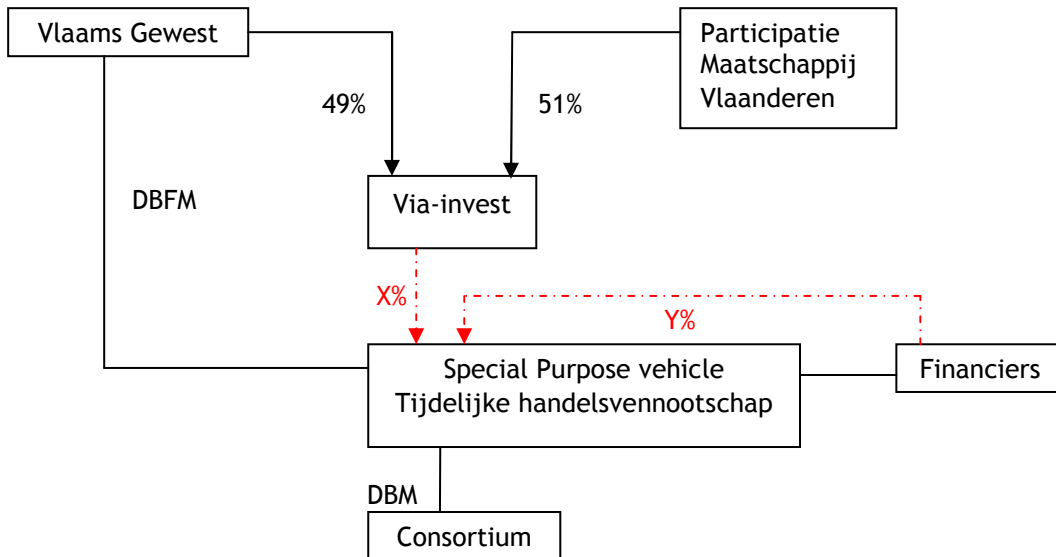 Vlaams Gewest
Participatie
Maatschappij
Vlaanderen
49%
51%
DBFM
Via-invest
X%
Y%
Special Purpose vehicle
Tijdelijke handelsvennootschap
Financiers
DBM
Consortium